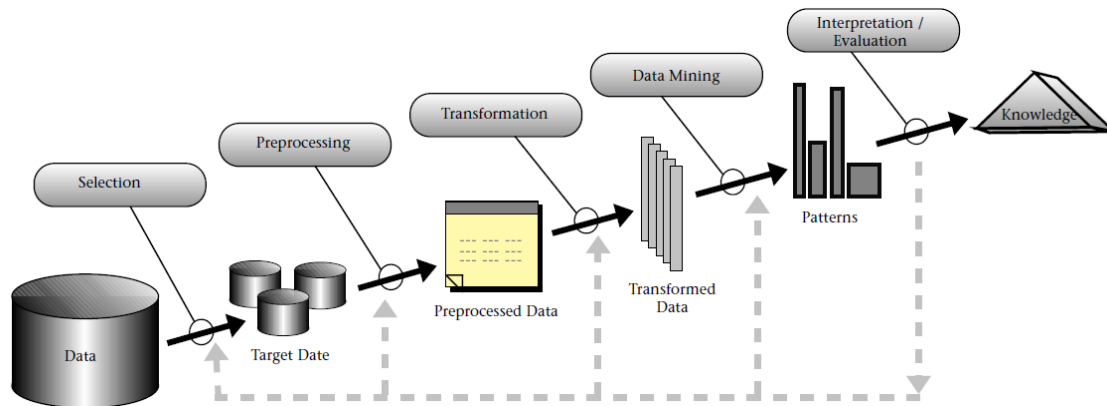 Interpretation /
Evaluation
Data Mining
Transformation
Preprocessing
Selection
Knowledge
Patterns
Transformed
Data
Preprocessed Data
Target Date
Data